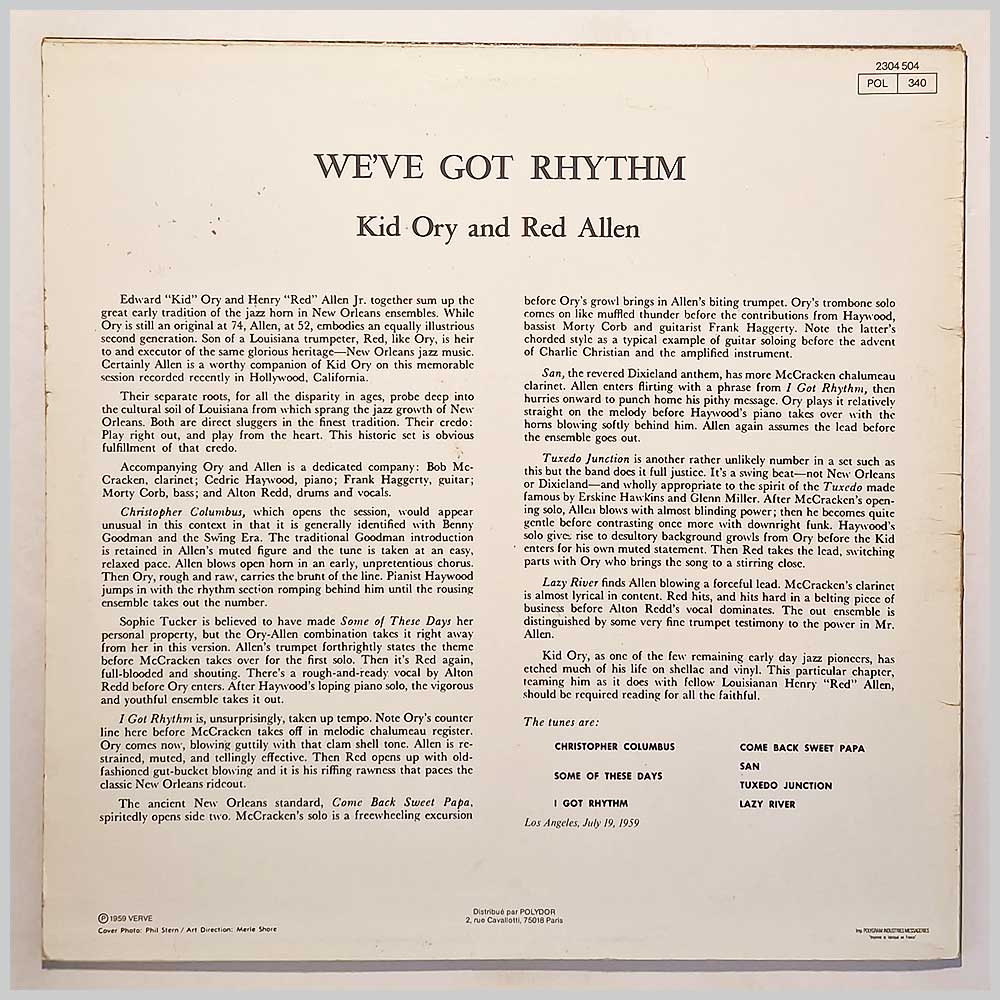 2304 504
POL 340
WE'VE GOT RHYTHM
Kid Ory and Red Allen
Edward "Kid" Ory and Henry "Red" Allen Jr. together sum up the
great early tradition of the jazz horn in New Orleans ensembles. While
Ory is still an original at 74, Allen, at 52, embodies an equally illustrious
second generation. Son of a Louisiana trumpeter, Red, like Ory, is heir
to and executor of the same glorious heritage—New Orleans jazz music.
Certainly Allen is a worthy companion of Kid Ory on this memorable
session recorded recently in Hollywood, California.
Their separate roots, for all the disparity in ages, probe deep into
the cultural soil of Louisiana from which sprang the jazz growth of New
Orleans. Both are direct sluggers in the finest tradition. Their credo:
Play right out, and play from the heart. This historic set is obvious
fulfillment of that credo.
Accompanying Ory and Allen is a dedicated company: Bob Mc-
Cracken, clarinet; Cedric Haywood, piano; Frank Haggerty, guitar;
Morty Corb, bass; and Alton Redd, drums and vocals.
Christopher Columbus, which opens the session, would appear
unusual in this context in that it is generally identified with Benny
Goodman and the Swing Era. The traditional Goodman introduction
is retained in Allen's muted figure and the tune is taken at an easy,
relaxed pace. Allen blows open horn in an early, unpretentious chorus.
Then Ory, rough and raw, carries the brunt of the line. Pianist Haywood
jumps in with the rhythm section romping behind him until the rousing
ensemble takes out the number.
Sophie Tucker is believed to have made Some of These Days her
personal property, but the Ory-Allen combination takes it right away
from her in this version. Allen's trumpet forthrightly states the theme
before McCracken takes over for the first solo. Then it's Red again,
full-blooded and shouting. There's a rough-and-ready vocal by Alton
Redd before Ory enters. After Haywood's loping piano solo, the vigorous
and youthful ensemble takes it out.
I Got Rhythm is, unsurprisingly, taken up tempo. Note Ory's counter
line here before McCracken takes off in melodic chalumeau register.
Ory comes now, blowing guttily with that clam shell tone. Allen is re-
strained, muted, and tellingly effective. Then Red opens up with old-
fashioned gut-bucket blowing and it is his riffing rawness that paces the
classic New Orleans rideout.
The ancient New Orleans standard, Come Back Sweet Papa,
spiritedly opens side two. McCracken's solo is a freewheeling excursion
before Ory's growl brings in Allen's biting trumpet. Ory's trombone solo
comes on like muffled thunder before the contributions from Haywood,
bassist Morty Corb and guitarist Frank Haggerty. Note the latter's
chorded style as a typical example of guitar soloing before the advent
of Charlie Christian and the amplified instrument.
San, the revered Dixieland anthem, has more McCracken chalumeau
clarinet. Allen enters flirting with a phrase from I Got Rhythm, then
hurries onward to punch home his pithy message. Ory plays it relatively
straight on the melody before Haywood's piano takes over with the
horns blowing softly behind him. Allen again assumes the lead before
the ensemble goes out.
Tuxedo Junction is another rather unlikely number in a set such as
this but the band does it full justice. It's a swing beat—not New Orleans
or Dixieland—and wholly appropriate to the spirit of the Tuxedo made
famous by Erskine Hawkins and Glenn Miller. After McCracken's open-
ing solo, Allen blows with almost blinding power; then he becomes quite
gentle before contrasting once more with downright funk. Haywood's
solo gives rise to desultory background growls from Ory before the Kid
enters for his own muted statement. Then Red takes the lead, switching
parts with Ory who brings the song to a stirring close.
Lazy River finds Allen blowing a forceful lead. McCracken's clarinet
is almost lyrical in content. Red hits, and hits hard in a belting piece of
business before Alton Redd's vocal dominates. The out ensemble is
distinguished by some very fine trumpet testimony to the power in Mr.
Allen.
Kid Ory, as one of the few remaining early day jazz pioneers, has
etched much of his life on shellac and vinyl. This particular chapter,
teaming him as it does with fellow Louisianan Henry "Red" Allen,
should be required reading for all the faithful.
The tunes are:
CHRISTOPHER COLUMBUS
SOME OF THESE DAYS
I GOT RHYTHM
COME BACK SWEET PAPA
SAN
TUXEDO JUNCTION
LAZY RIVER
Los Angeles, July 19, 1959
Ⓟ 1959 VERVE
Cover Photo: Phil Stern / Art Direction: Merle Shore
Distribué par POLYDOR
2, rue Cavallotti, 75018 Paris
Imp. POLYGRAM INDUSTRIES MESSAGERIES
"Imprimé et fabriqué en France"